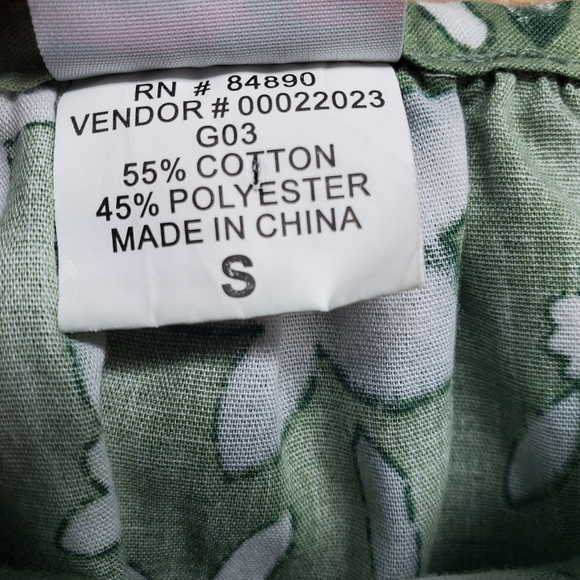 RN # 84890
VENDOR # 00022023
G03
55% COTTON
45% POLYESTER
MADE IN CHINA
S